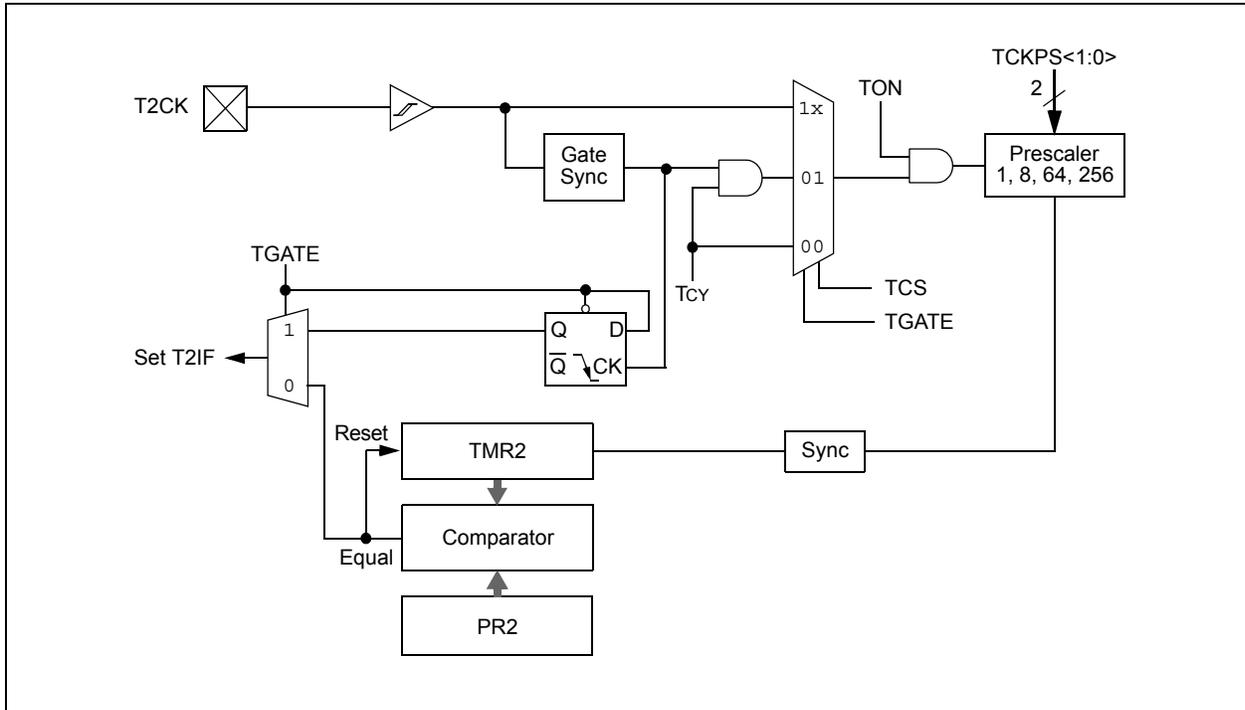 TCKPS<1:0>
2
T2CK
1x
TON
Gate
Sync
Prescaler
1, 8, 64, 256
01
00
TGATE
TCY
TCS
TGATE
1
Q
D
Set T2IF
Q
CK
0
Reset
TMR2
Sync
Comparator
Equal
PR2